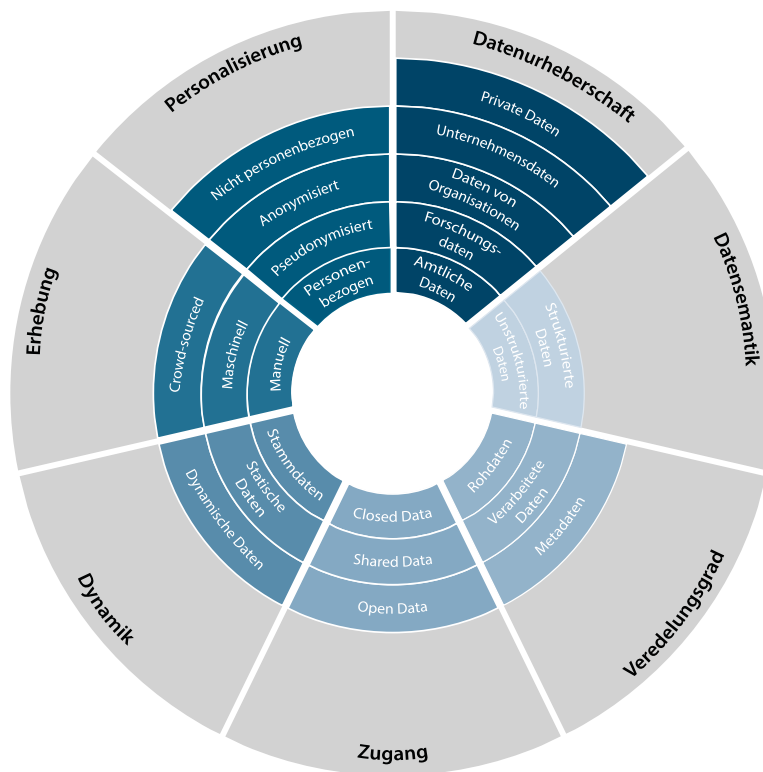 Personalisierung
Nicht personenbezogen
Anonymisiert
Pseudonymisiert
Personen-
bezogen
Datenurheberschaft
Private Daten
Unternehmensdaten
Daten von
Organisationen
Forschungs-
daten
Amtliche
Daten
Datensemantik
Strukturierte
Daten
Unstrukturierte
Daten
Veredelungsgrad
Rohdaten
Verarbeitete
Daten
Metadaten
Zugang
Closed Data
Shared Data
Open Data
Dynamik
Stammdaten
Statische
Daten
Dynamische Daten
Erhebung
Crowd-sourced
Maschinell
Manuell